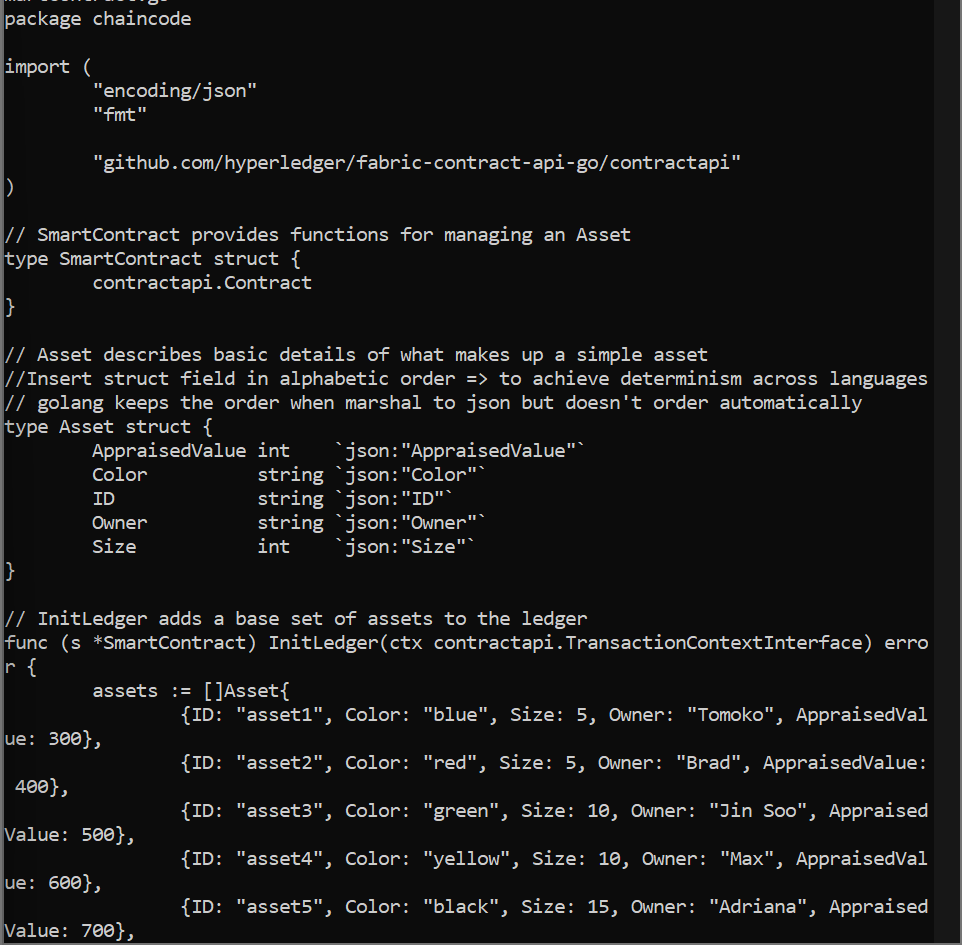 package chaincode
import (
"encoding/json"
"fmt"
"github.com/hyperledger/fabric-contract-api-go/contractapi"
)
// SmartContract provides functions for managing an Asset
type SmartContract struct {
contractapi.Contract
}
// Asset describes basic details of what makes up a simple asset
//Insert struct field in alphabetic order => to achieve determinism across languages
// golang keeps the order when marshal to json but doesn't order automatically
type Asset struct {
AppraisedValue int    `json:"AppraisedValue"`
Color          string `json:"Color"`
ID             string `json:"ID"`
Owner          string `json:"Owner"`
Size           int    `json:"Size"`
}
// InitLedger adds a base set of assets to the ledger
func (s *SmartContract) InitLedger(ctx contractapi.TransactionContextInterface) erro
r {
assets := []Asset{
{ID: "asset1", Color: "blue", Size: 5, Owner: "Tomoko", AppraisedVal
ue: 300},
{ID: "asset2", Color: "red", Size: 5, Owner: "Brad", AppraisedValue:
400},
{ID: "asset3", Color: "green", Size: 10, Owner: "Jin Soo", Appraised
Value: 500},
{ID: "asset4", Color: "yellow", Size: 10, Owner: "Max", AppraisedVal
ue: 600},
{ID: "asset5", Color: "black", Size: 15, Owner: "Adriana", Appraised
Value: 700},